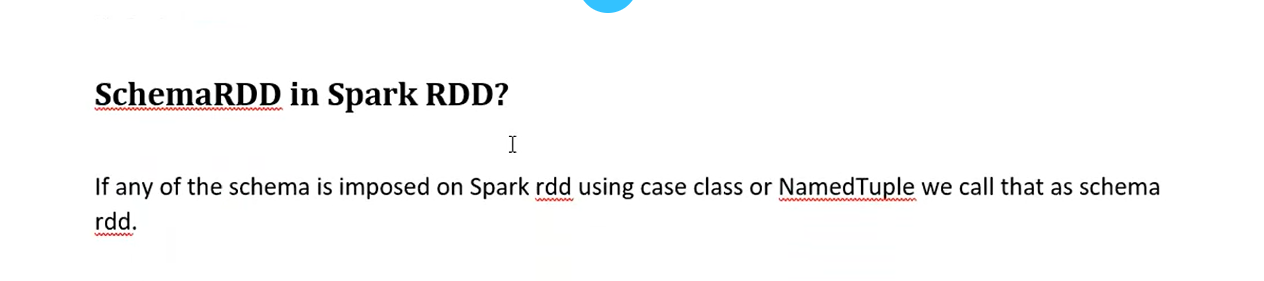 SchemaRDD in Spark RDD?
If any of the schema is imposed on Spark rdd using case class or NamedTuple we call that as schema
rdd.